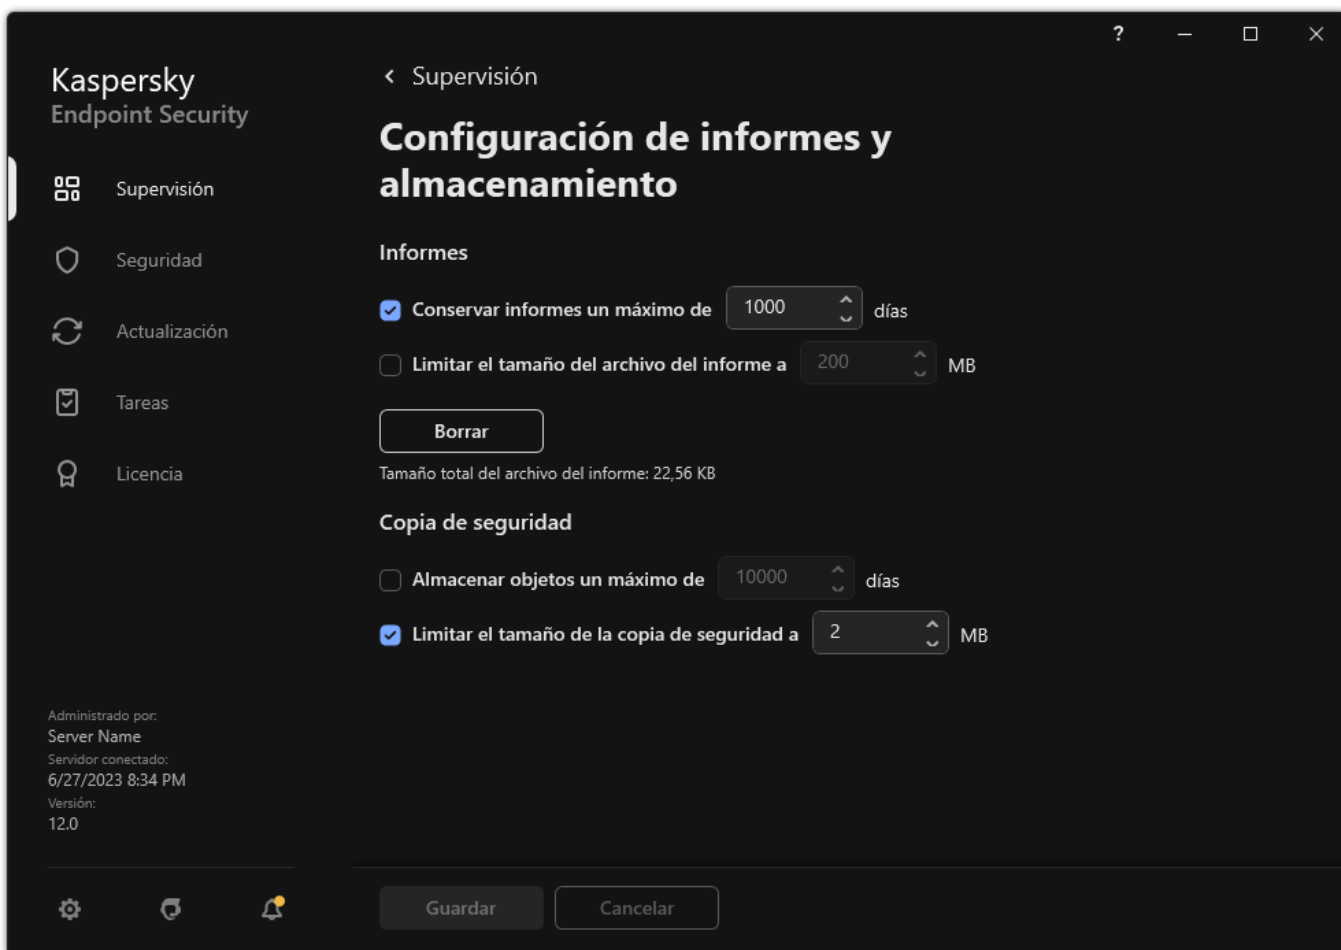 ?
Kaspersky
Endpoint Security
Supervisión
Seguridad
Actualización
Tareas
Licencia
Administrado por:
Server Name
Servidor conectado:
6/27/2023 8:34 PM
Versión:
12.0
Supervisión
Configuración de informes y
almacenamiento
Informes
Conservar informes un máximo de 1000 días
Limitar el tamaño del archivo del informe a 200 MB
Borrar
Tamaño total del archivo del informe: 22,56 KB
Copia de seguridad
Almacenar objetos un máximo de 10000 días
Limitar el tamaño de la copia de seguridad a 2 MB
Guardar Cancelar